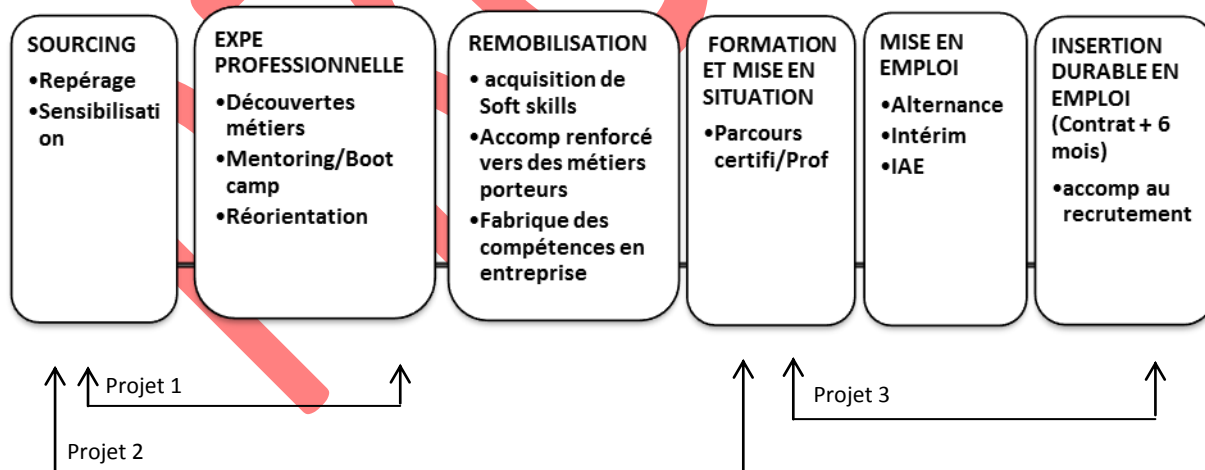 SOURCING
•Repérage
•Sensibilisati
on
EXPE
PROFESSIONNELLE
•Découvertes
métiers
•Mentoring/Boot
camp
•Réorientation
REMOBILISATION
• acquisition de
Soft skills
•Accomp renforcé
vers des métiers
porteurs
•Fabrique des
compétences en
entreprise
FORMATION
ET MISE EN
SITUATION
•Parcours
certifi/Prof
MISE EN
EMPLOI
•Alternance
•Intérim
•IAE
INSERTION
DURABLE EN
EMPLOI
(Contrat + 6
mois)
•accomp au
recrutement
Projet 1
Projet 3
Projet 2